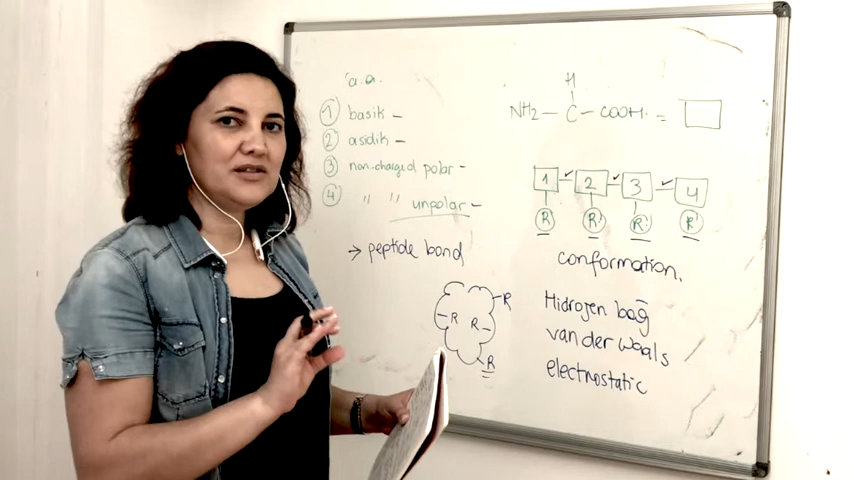 a.a.
1 basik –
2 asidik –
3 non-charged polar –
4 " " unpolar –
→ peptide bond
R
R R
R
H
NH2 – C – COOH. =
1 2 3 4
R R R R
conformation.
Hidrojen bağ
van der waals
electrostatic